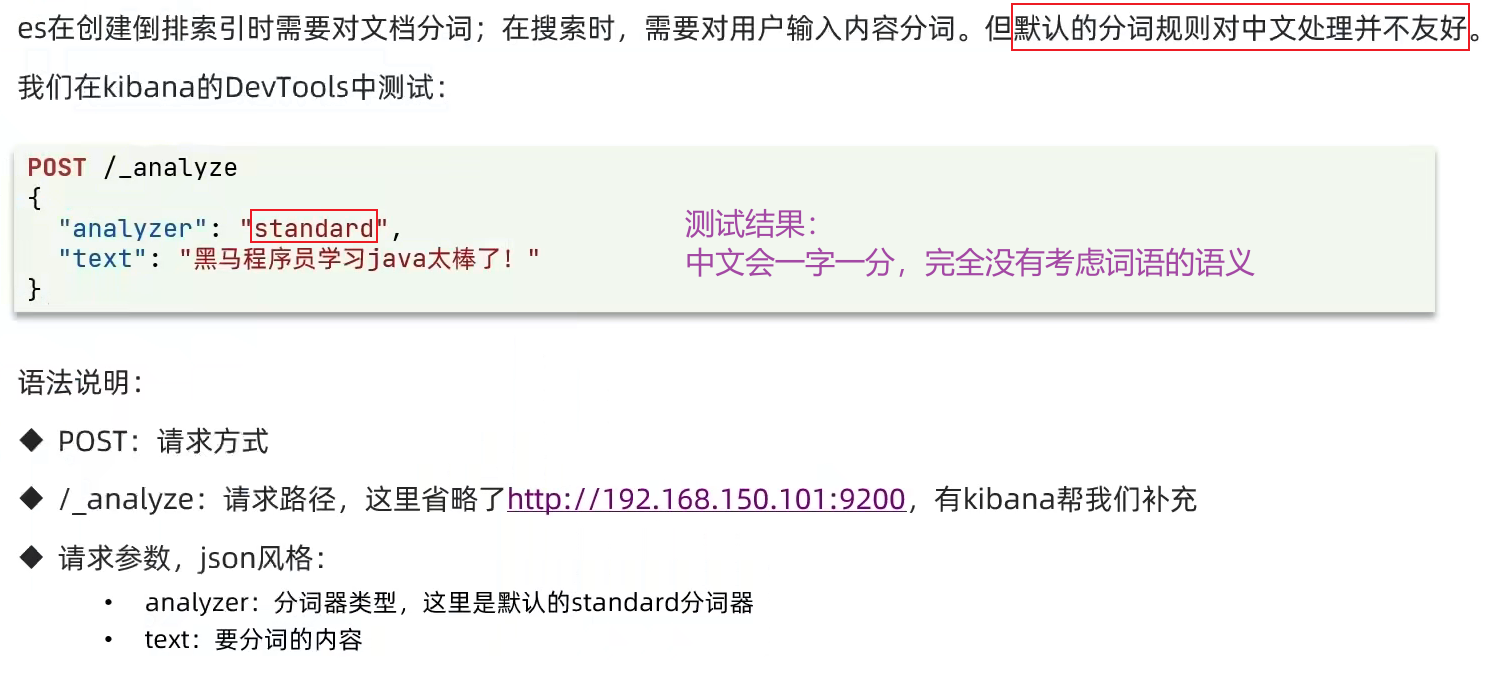 es在创建倒排索引时需要对文档分词；在搜索时，需要对用户输入内容分词。但默认的分词规则对中文处理并不友好。
我们在kibana的DevTools中测试：
POST /_analyze
{
"analyzer": "standard",
"text": "黑马程序员学习java太棒了！"
}
测试结果：
中文会一字一分，完全没有考虑词语的语义
语法说明：
◆ POST：请求方式
◆ /_analyze：请求路径，这里省略了http://192.168.150.101:9200，有kibana帮我们补充
◆ 请求参数，json风格：
• analyzer：分词器类型，这里是默认的standard分词器
• text：要分词的内容